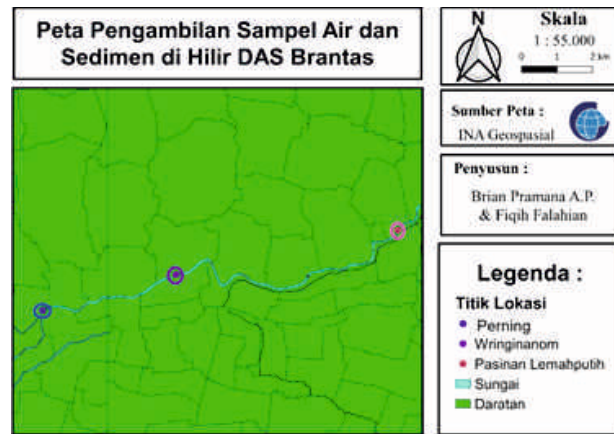 Peta Pengambilan Sampel Air dan
Sedimen di Hilir DAS Brantas
N
Skala
1 : 55.000
0 1 2 km
Sumber Peta :
INA Geospasial
Penyusun :
Brian Pramana A.P.
& Fiqih Falahian
Legenda :
Titik Lokasi
Perning
Wringinanom
Pasinan Lemahputih
Sungai
Daratan